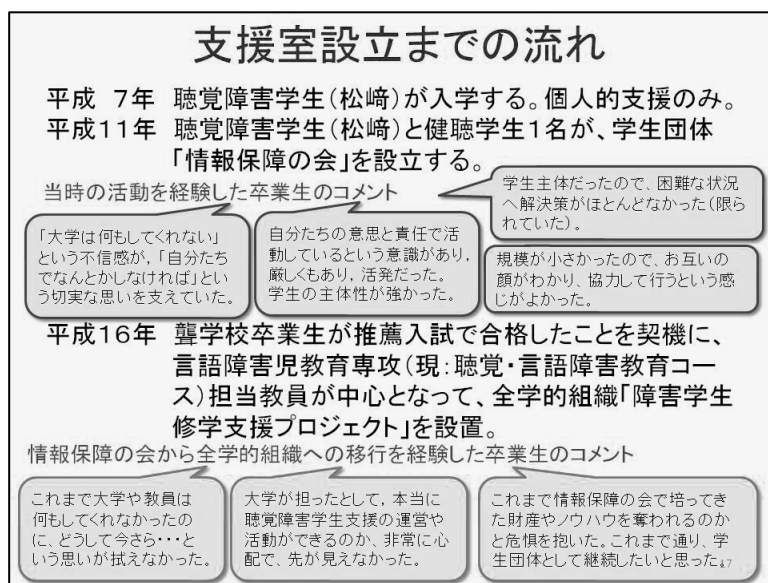 支援室設立までの流れ
平成 7年 聴覚障害学生(松﨑)が入学する。個人的支援のみ。
平成11年 聴覚障害学生(松﨑)と健聴学生1名が、学生団体
「情報保障の会」を設立する。
当時の活動を経験した卒業生のコメント
「大学は何もしてくれない」
という不信感が,「自分たち
でなんとかしなければ」とい
う切実な思いを支えていた。
自分たちの意思と責任で活
動しているという意識があり,
厳しくもあり,活発だった。
学生の主体性が強かった。
学生主体だったので、困難な状況
へ解決策がほとんどなかった(限ら
れていた)。
規模が小さかったので、お互いの
顔がわかり、協力して行うという感
じがよかった。
平成16年 聾学校卒業生が推薦入試で合格したことを契機に、
言語障害児教育専攻(現:聴覚・言語障害教育コー
ス)担当教員が中心となって、全学的組織「障害学生
修学支援プロジェクト」を設置。
情報保障の会から全学的組織への移行を経験した卒業生のコメント
これまで大学や教員は
何もしてくれなかったの
に、どうして今さら・・・と
いう思いが拭えなかった。
大学が担ったとして,本当に
聴覚障害学生支援の運営や
活動ができるのか、非常に心
配で、先が見えなかった。
これまで情報保障の会で培ってき
た財産やノウハウを奪われるのか
と危惧を抱いた。これまで通り、学
生団体として継続したいと思った。
47